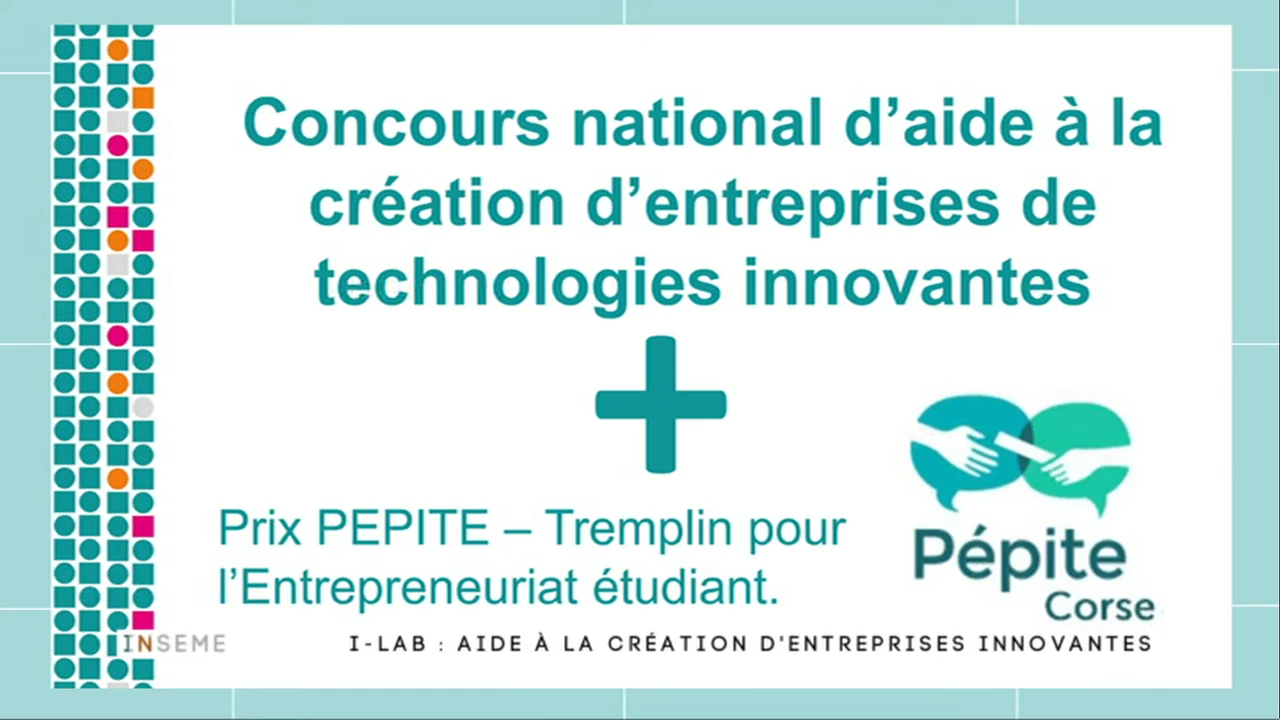 Concours national d’aide à la
création d’entreprises de
technologies innovantes
Prix PEPITE – Tremplin pour
l’Entrepreneuriat étudiant.
Pépite
Corse
INSEME
I-LAB : AIDE À LA CRÉATION D'ENTREPRISES INNOVANTES